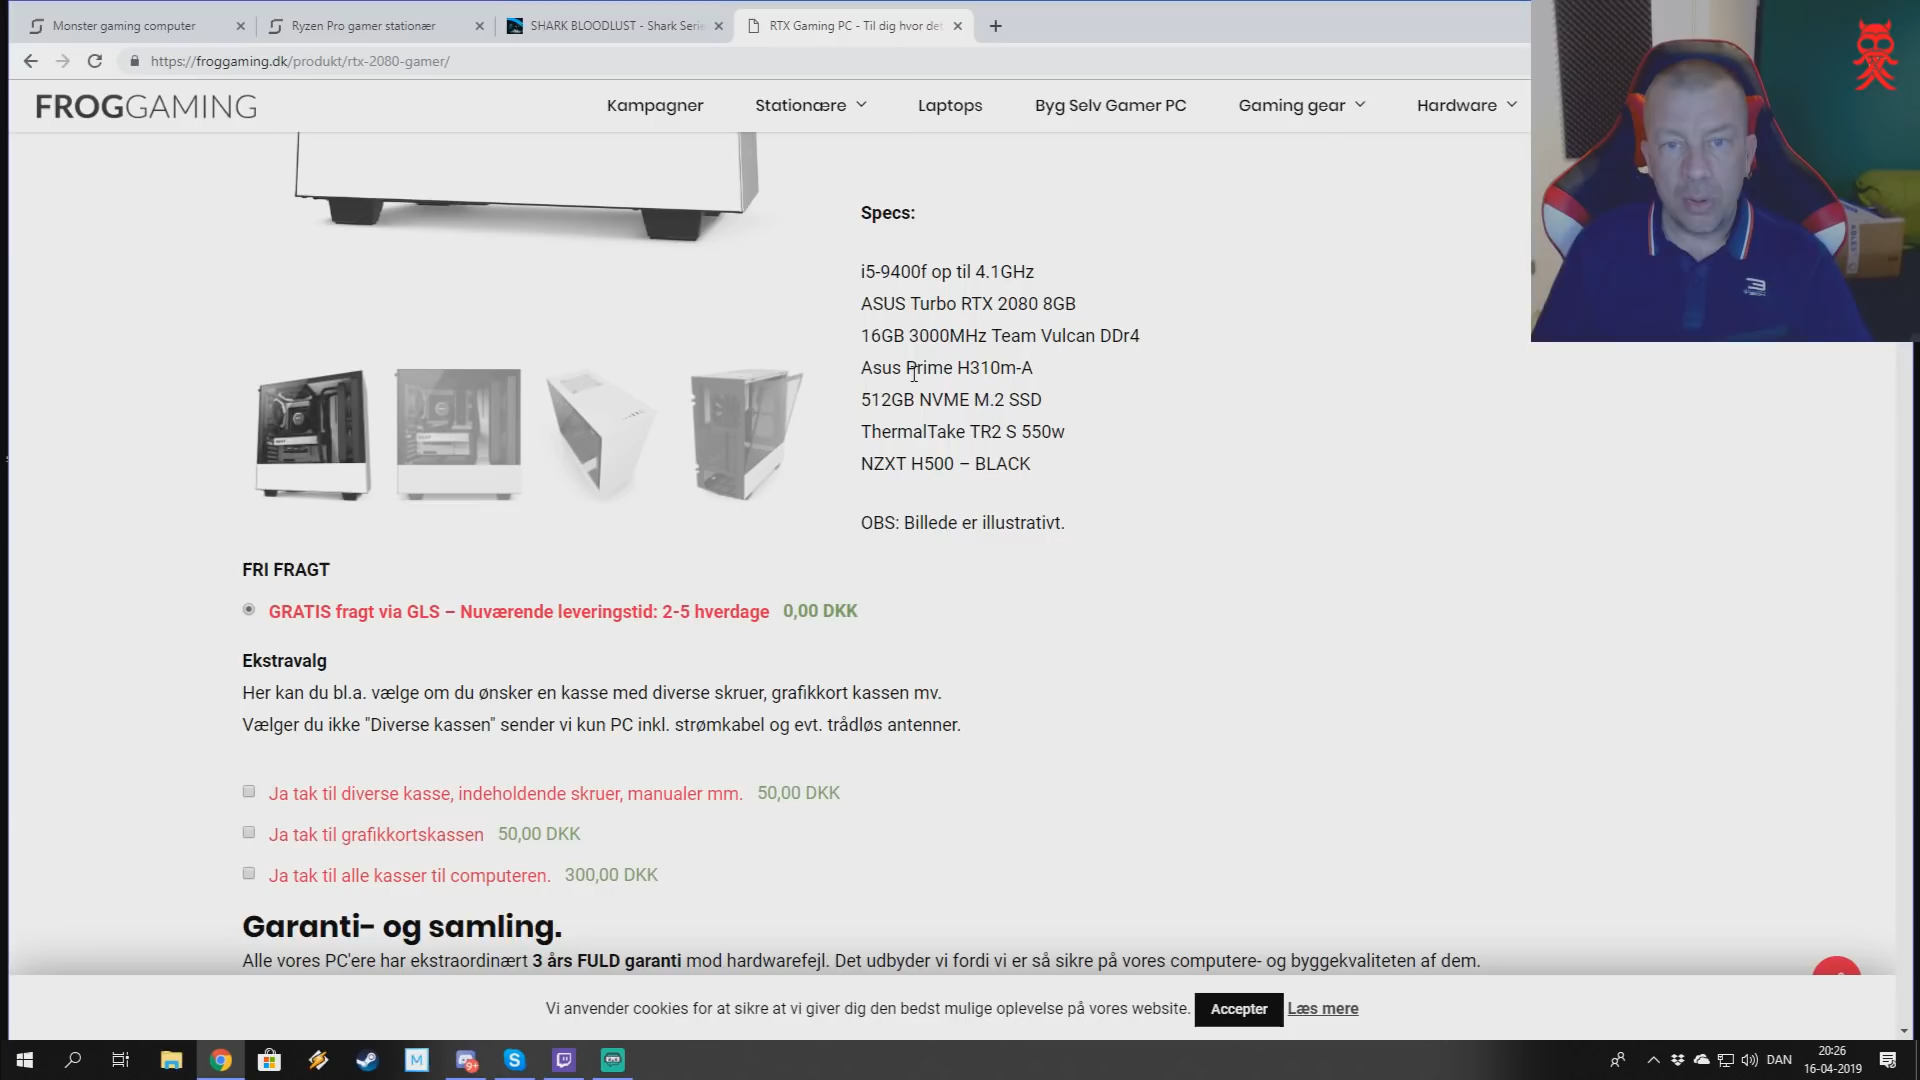 Monster gaming computer
Ryzen Pro gamer stationær
SHARK BLOODLUST - Shark Serie
RTX Gaming PC - Til dig hvor det
https://froggaming.dk/produkt/rtx-2080-gamer/
FROGGAMING
Kampagner
Stationære
Laptops
Byg Selv Gamer PC
Gaming gear
Hardware
Specs:
i5-9400f op til 4.1GHz
ASUS Turbo RTX 2080 8GB
16GB 3000MHz Team Vulcan DDr4
Asus Prime H310m-A
512GB NVME M.2 SSD
ThermalTake TR2 S 550w
NZXT H500 – BLACK
OBS: Billede er illustrativt.
FRI FRAGT
GRATIS fragt via GLS – Nuværende leveringstid: 2-5 hverdage 0,00 DKK
Ekstravalg
Her kan du bl.a. vælge om du ønsker en kasse med diverse skruer, grafikkort kassen mv.
Vælger du ikke "Diverse kassen" sender vi kun PC inkl. strømkabel og evt. trådløs antenner.
Ja tak til diverse kasse, indeholdende skruer, manualer mm. 50,00 DKK
Ja tak til grafikkortskassen 50,00 DKK
Ja tak til alle kasser til computeren. 300,00 DKK
Garanti- og samling.
Alle vores PC'ere har ekstraordinært 3 års FULD garanti mod hardwarefejl. Det udbyder vi fordi vi er så sikre på vores computere- og byggekvaliteten af dem.
Vi anvender cookies for at sikre at vi giver dig den bedst mulige oplevelse på vores website.
Accepter
Læs mere
DAN
20:26
16-04-2019